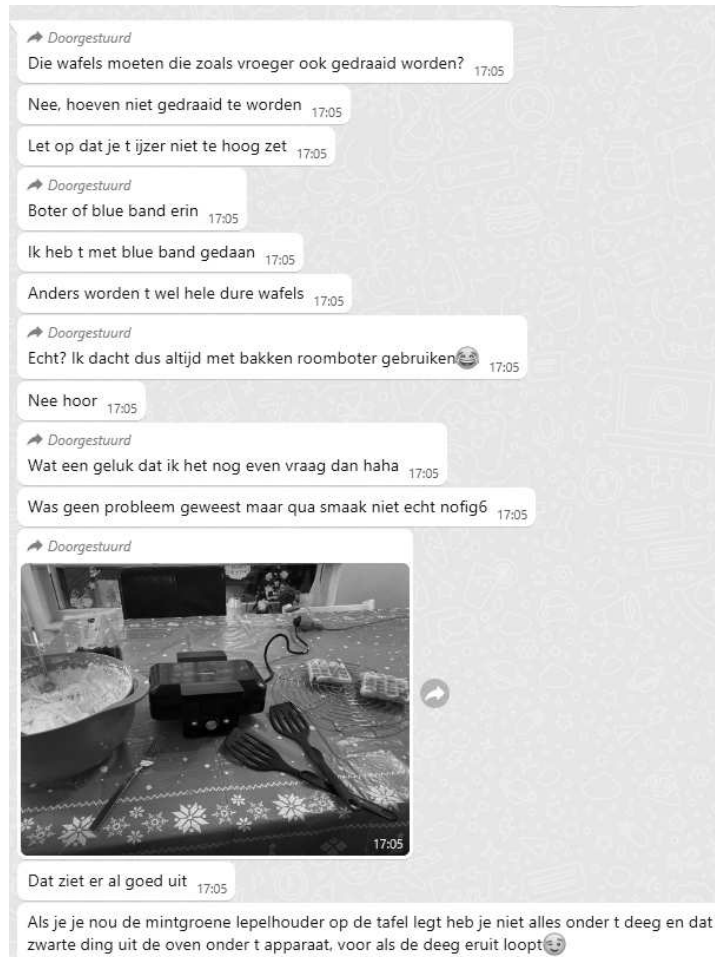 Doorgestuurd
Die wafels moeten die zoals vroeger ook gedraaid worden? 17:05
Nee, hoeven niet gedraaid te worden 17:05
Let op dat je t ijzer niet te hoog zet 17:05
Doorgestuurd
Boter of blue band erin 17:05
Ik heb t met blue band gedaan 17:05
Anders worden t wel hele dure wafels 17:05
Doorgestuurd
Echt? Ik dacht dus altijd met bakken roomboter gebruiken😂 17:05
Nee hoor 17:05
Doorgestuurd
Wat een geluk dat ik het nog even vraag dan haha 17:05
Was geen probleem geweest maar qua smaak niet echt nofig6 17:05
Doorgestuurd
17:05
Dat ziet er al goed uit 17:05
Als je je nou de mintgroene lepelhouder op de tafel legt heb je niet alles onder t deeg en dat
zwarte ding uit de oven onder t apparaat, voor als de deeg eruit loopt😉